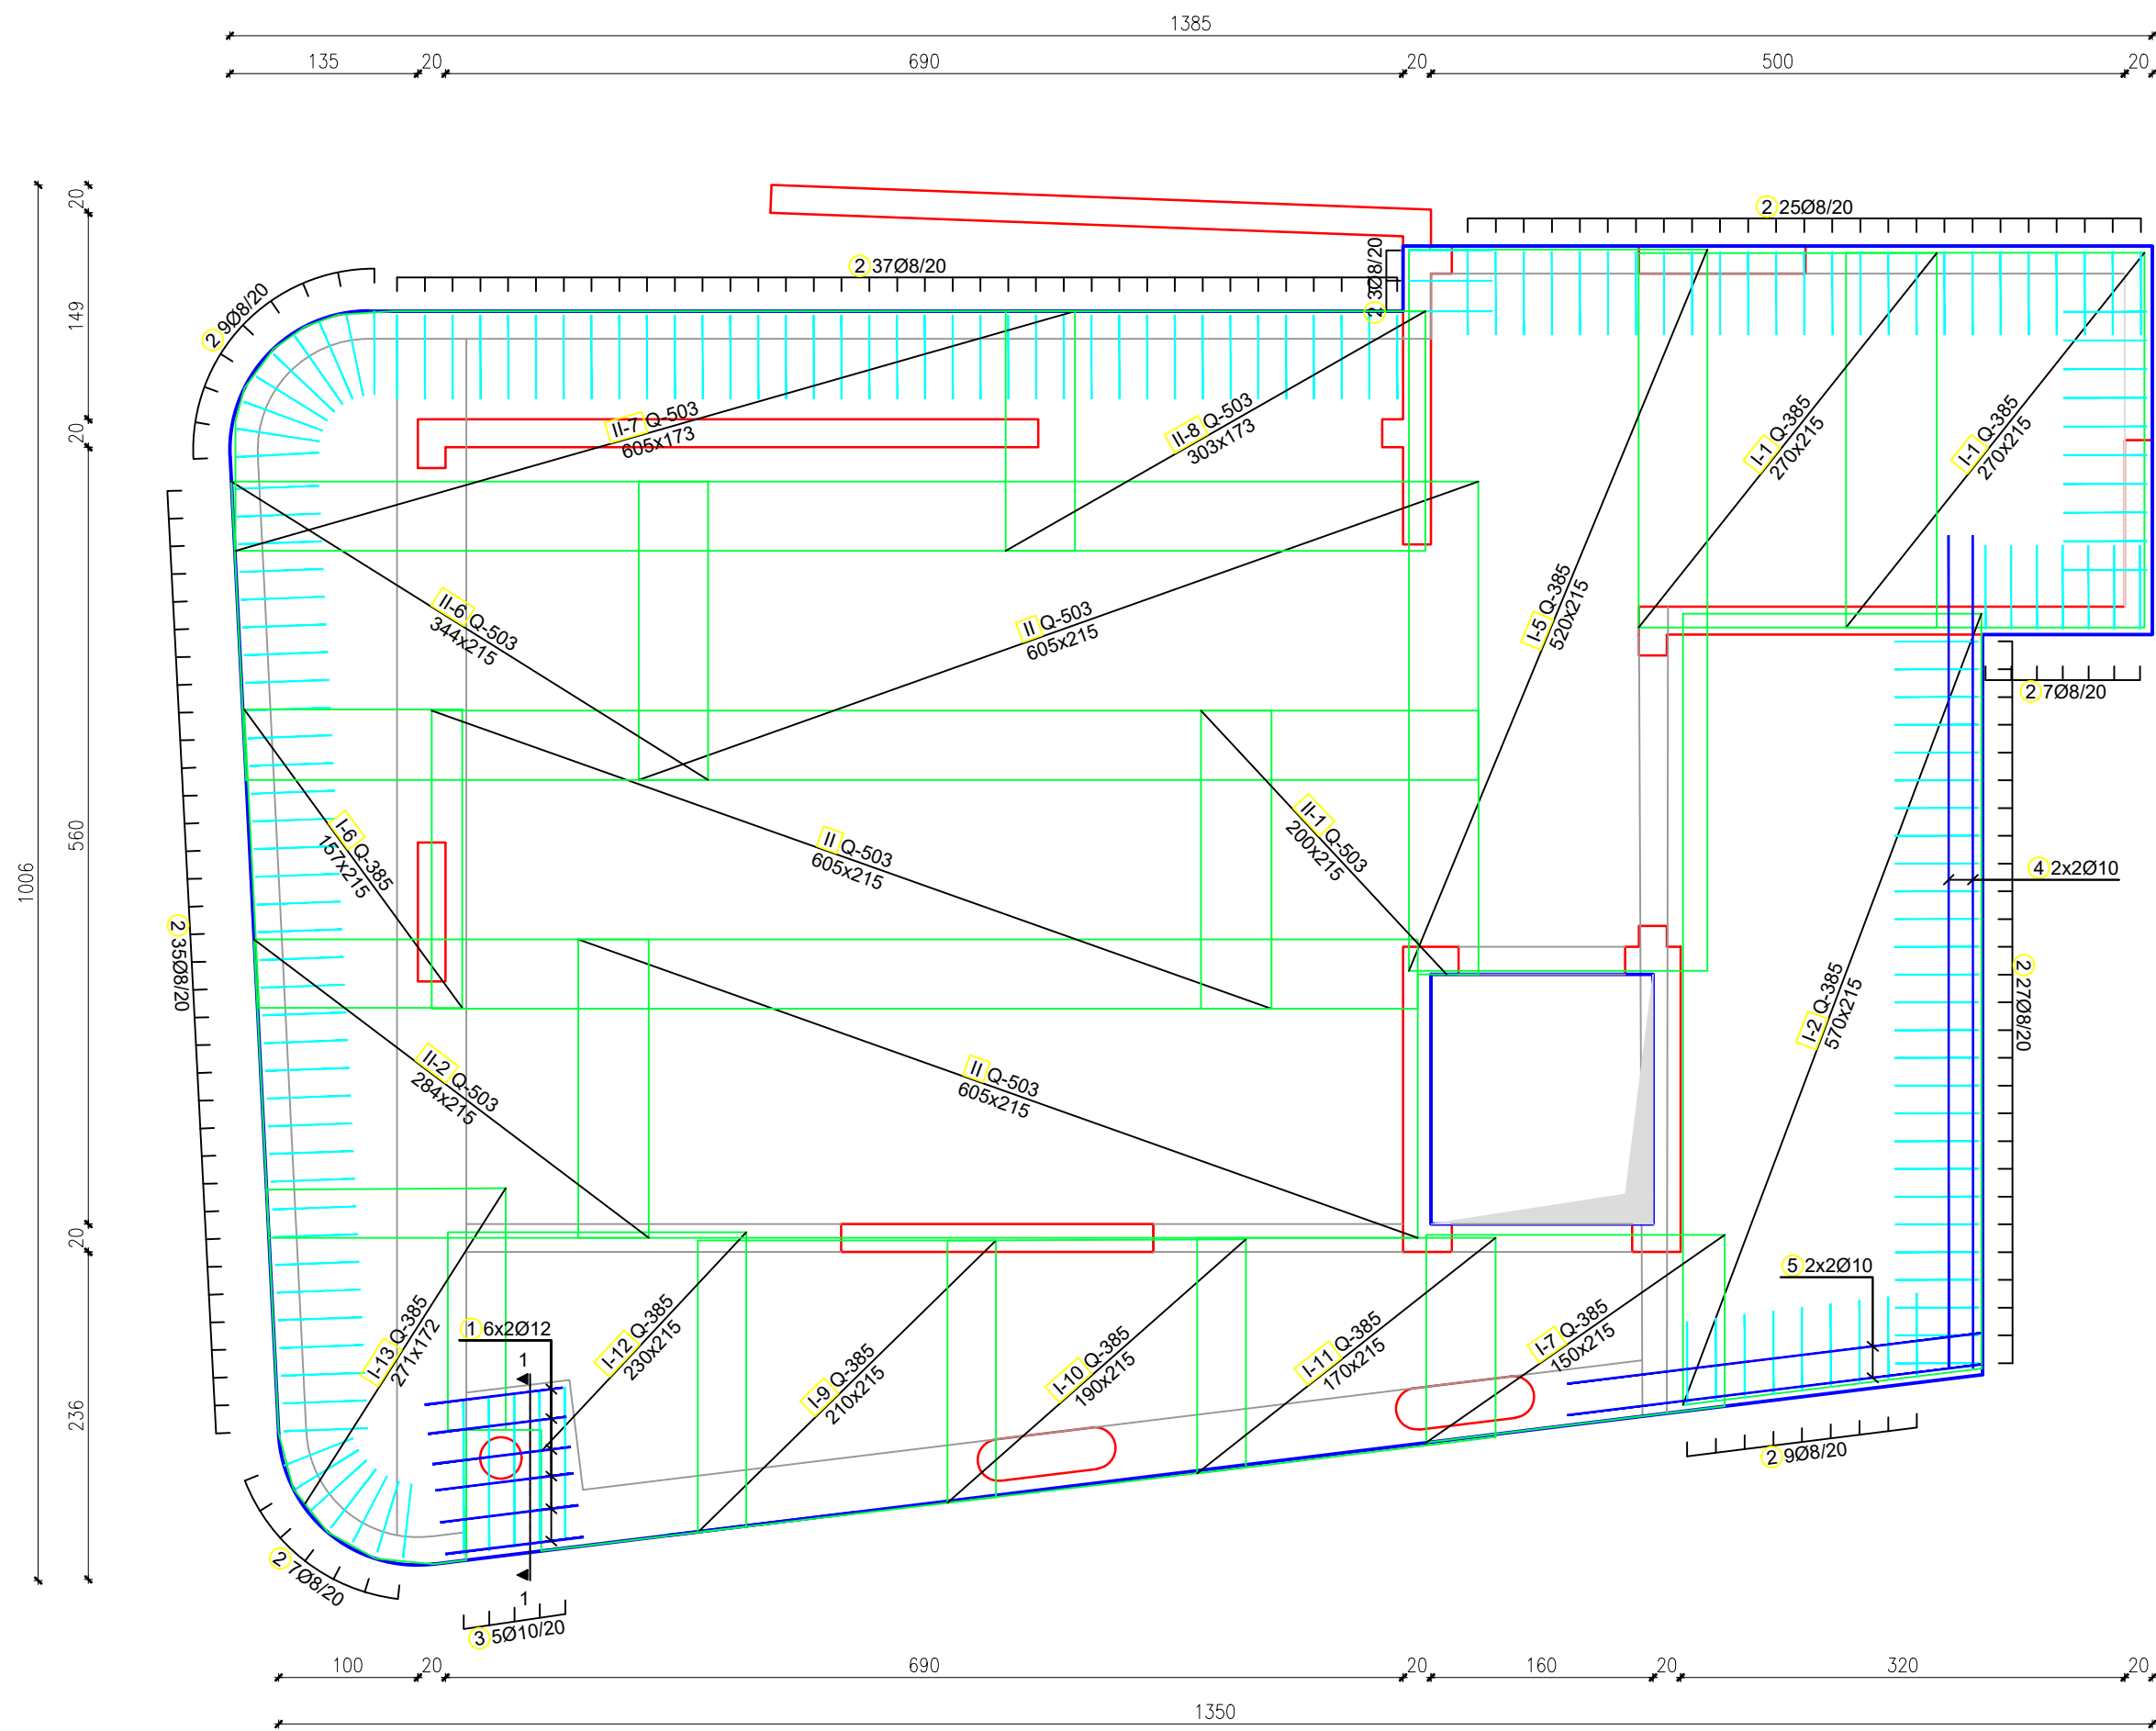 1385
135 20 690 20 500 20
20
149
20
560
1006
20
236
② 25Ø8/20
② 37Ø8/20
② 3Ø8/20
② 9Ø8/20
II-7 Q-503
605x173
II-8 Q-503
303x173
I-1 Q-385
270x215
I-1 Q-385
270x215
II-6 Q-503
344x215
II Q-503
605x215
I-5 Q-385
520x215
② 7Ø8/20
I-6 Q-385
157x215
II Q-503
605x215
II-1 Q-503
200x215
④ 2x2Ø10
② 35Ø8/20
② 27Ø8/20
I-2 Q-385
570x215
II-2 Q-503
284x215
II Q-503
605x215
⑤ 2x2Ø10
① 6x2Ø12
1
I-13 Q-385
271x172
I-12 Q-385
230x215
I-9 Q-385
210x215
I-10 Q-385
190x215
I-11 Q-385
170x215
I-7 Q-385
150x215
② 9Ø8/20
② 7Ø8/20
1
③ 5Ø10/20
100 20 690 20 160 20 320 20
1350